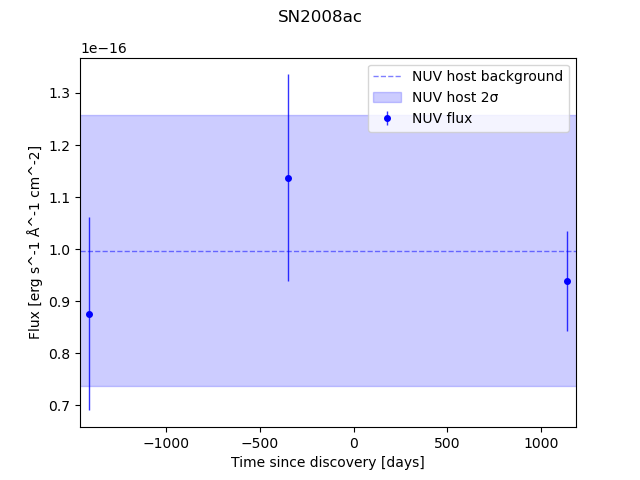 SN2008ac
1e−16
NUV host background
NUV host 2σ
NUV flux
1.3
1.2
1.1
1.0
0.9
0.8
0.7
Flux [erg s^-1 Å^-1 cm^-2]
−1000
−500
0
500
1000
Time since discovery [days]